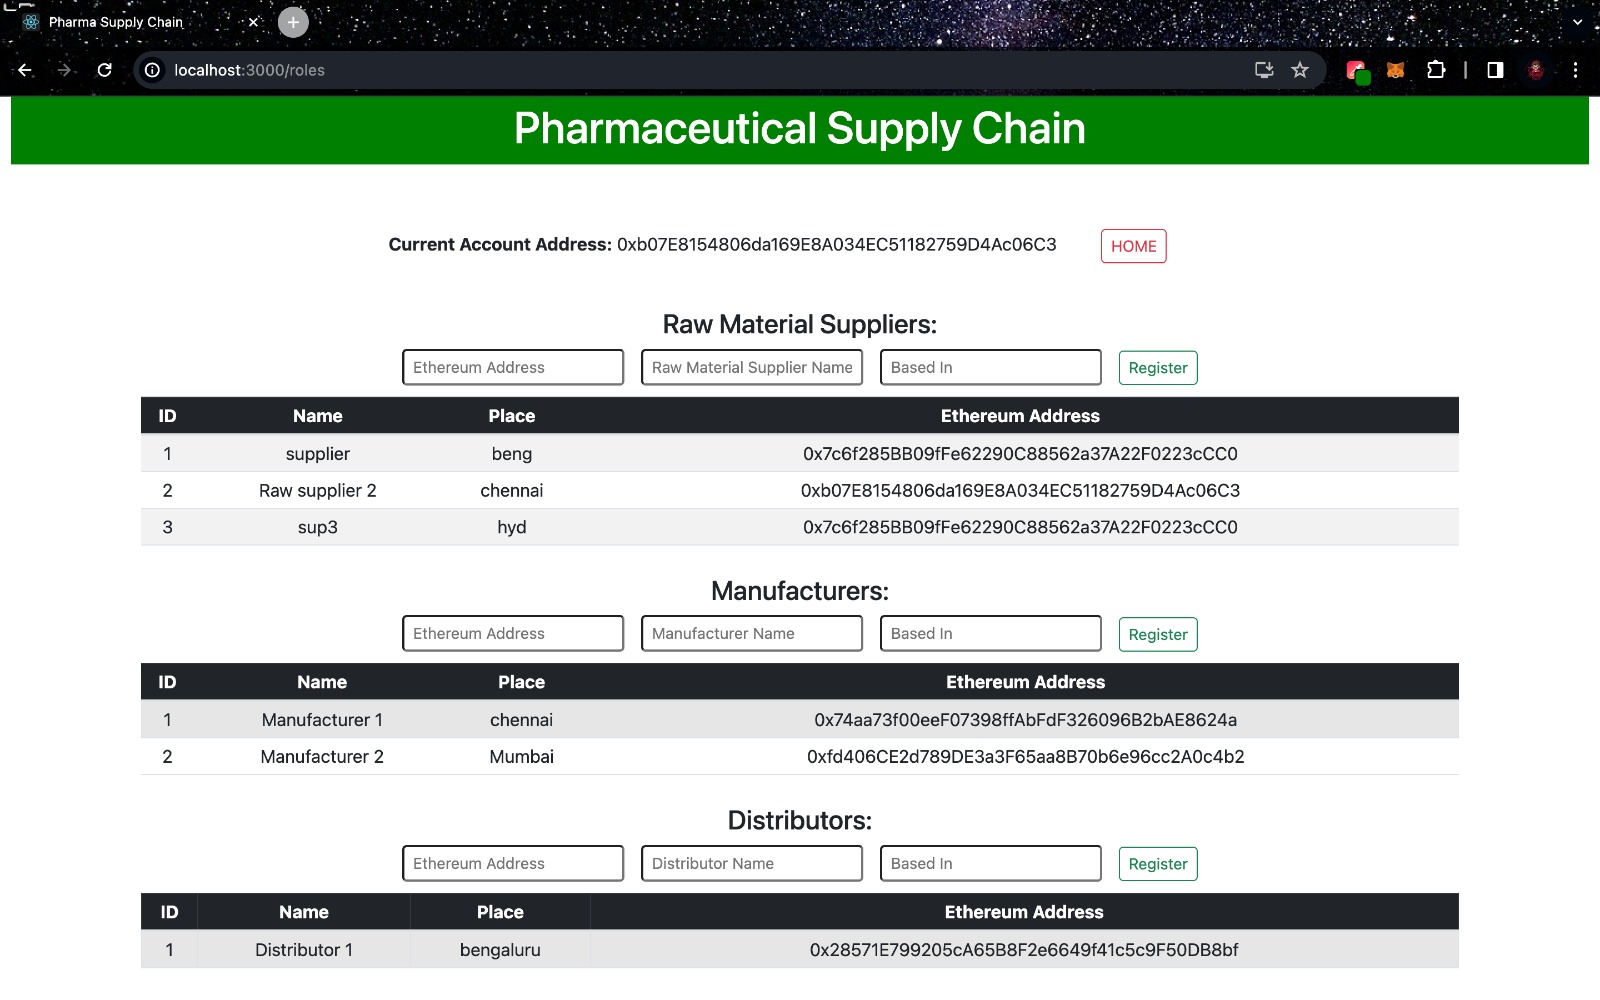 Pharma Supply Chain
localhost:3000/roles
Pharmaceutical Supply Chain
Current Account Address: 0xb07E8154806da169E8A034EC51182759D4Ac06C3 HOME
Raw Material Suppliers:
Ethereum Address Raw Material Supplier Name Based In Register
ID Name Place Ethereum Address
1 supplier beng 0x7c6f285BB09fFe62290C88562a37A22F0223cCC0
2 Raw supplier 2 chennai 0xb07E8154806da169E8A034EC51182759D4Ac06C3
3 sup3 hyd 0x7c6f285BB09fFe62290C88562a37A22F0223cCC0
Manufacturers:
Ethereum Address Manufacturer Name Based In Register
ID Name Place Ethereum Address
1 Manufacturer 1 chennai 0x74aa73f00eeF07398ffAbFdF326096B2bAE8624a
2 Manufacturer 2 Mumbai 0xfd406CE2d789DE3a3F65aa8B70b6e96cc2A0c4b2
Distributors:
Ethereum Address Distributor Name Based In Register
ID Name Place Ethereum Address
1 Distributor 1 bengaluru 0x28571E799205cA65B8F2e6649f41c5c9F50DB8bf